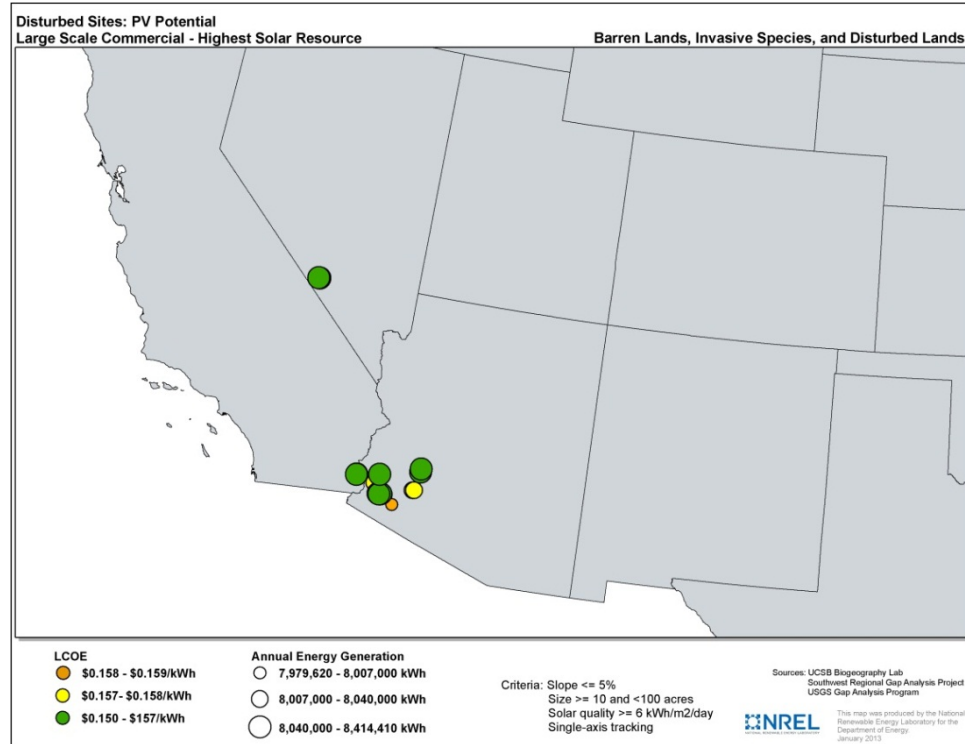 Disturbed Sites: PV Potential
Large Scale Commercial - Highest Solar Resource
Barren Lands, Invasive Species, and Disturbed Lands
LCOE
$0.158 - $0.159/kWh
$0.157- $0.158/kWh
$0.150 - $157/kWh
Annual Energy Generation
7,979,620 - 8,007,000 kWh
8,007,000 - 8,040,000 kWh
8,040,000 - 8,414,410 kWh
Criteria: Slope <= 5%
Size >= 10 and <100 acres
Solar quality >= 6 kWh/m2/day
Single-axis tracking
Sources: UCSB Biogeography Lab
Southwest Regional Gap Analysis Project
USGS Gap Analysis Program
NREL
NATIONAL RENEWABLE ENERGY LABORATORY
This map was produced by the National
Renewable Energy Laboratory for the
Department of Energy
January 2013